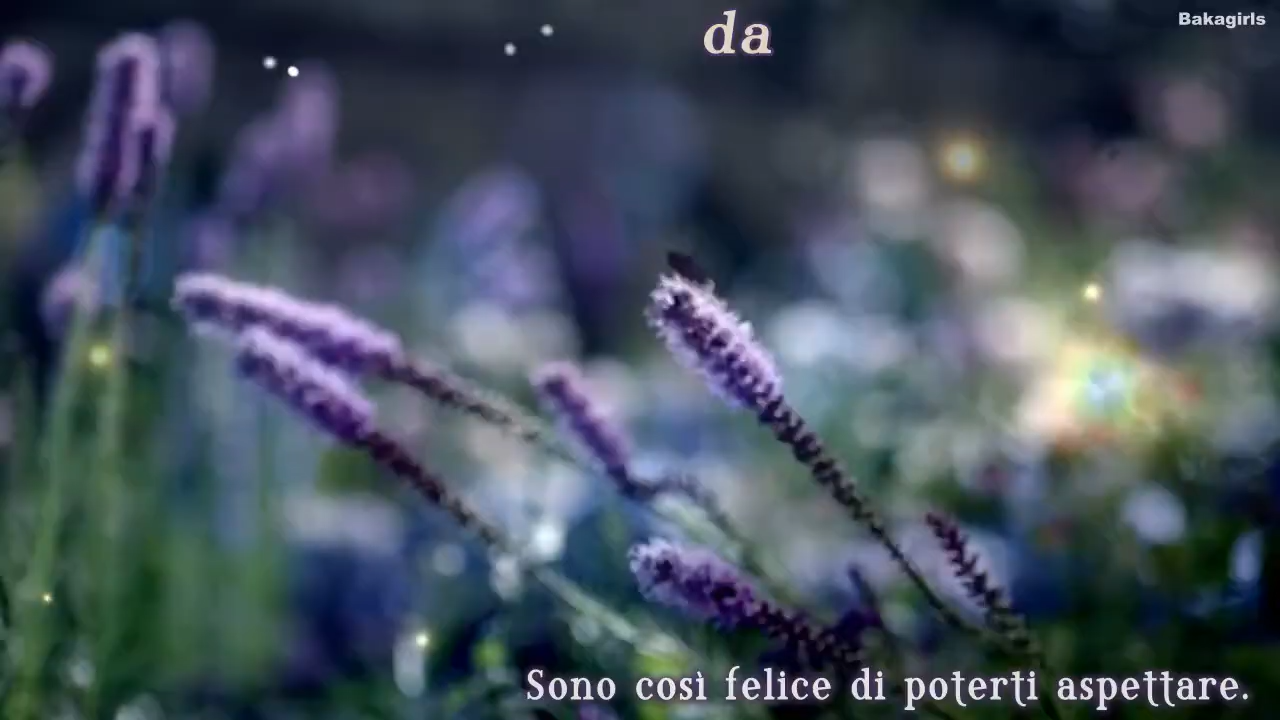 da
Bakagirls
Sono così felice di poterti aspettare.